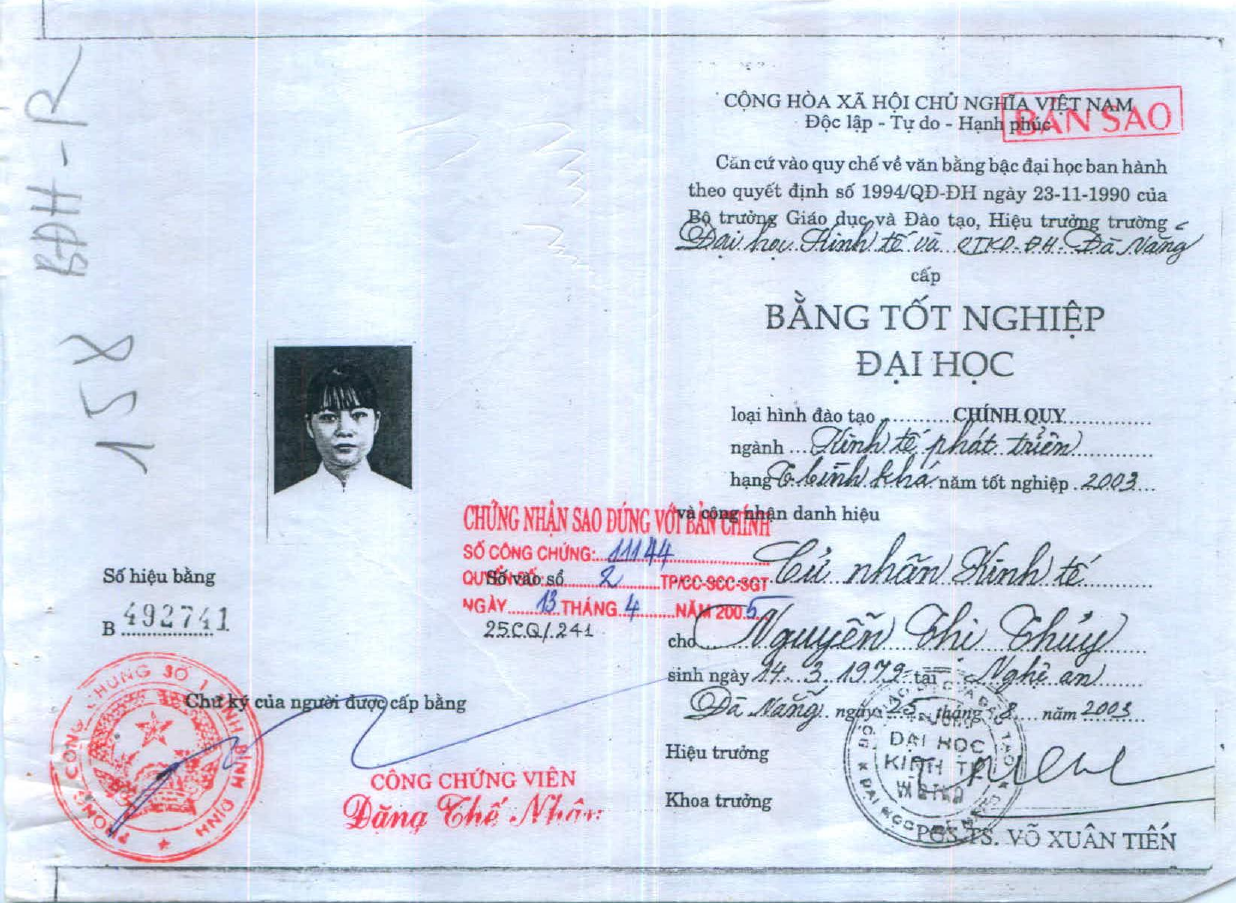 158 BĐH-R
CỘNG HÒA XÃ HỘI CHỦ NGHĨA VIỆT NAM
Độc lập - Tự do - Hạnh phúc
BẢN SAO
Căn cứ vào quy chế về văn bằng bậc đại học ban hành
theo quyết định số 1994/QĐ-ĐH ngày 23-11-1990 của
Bộ trưởng Giáo dục và Đào tạo, Hiệu trưởng trường
Đại học Kinh tế và QTKD-ĐH Đà Nẵng
cấp
BẰNG TỐT NGHIỆP
ĐẠI HỌC
loại hình đào tạo ........ CHÍNH QUY
ngành ... Kinh tế phát triển
hạng T.bình khá năm tốt nghiệp 2003
và công nhận danh hiệu
Cử nhân Kinh tế
cho Nguyễn Thị Thủy
sinh ngày 14.3.1979 tại Nghệ an
Đà Nẵng, ngày 25 tháng 8 năm 2003
Hiệu trưởng
Khoa trưởng
PGS.TS. VÕ XUÂN TIẾN
CHỨNG NHẬN SAO ĐÚNG VỚI BẢN CHÍNH
SỐ CÔNG CHỨNG: 11144
QUYỂN SỐ: 2 TP/CC-SCC-SGT
NGÀY 13 THÁNG 4 NĂM 2005
Số vào sổ
25CQ/241
Số hiệu bằng
B 492741
Chữ ký của người được cấp bằng
CÔNG CHỨNG VIÊN
Đặng Thế Nhân
PHÒNG CÔNG CHỨNG SỐ 1
ĐẠI HỌC
KINH TẾ